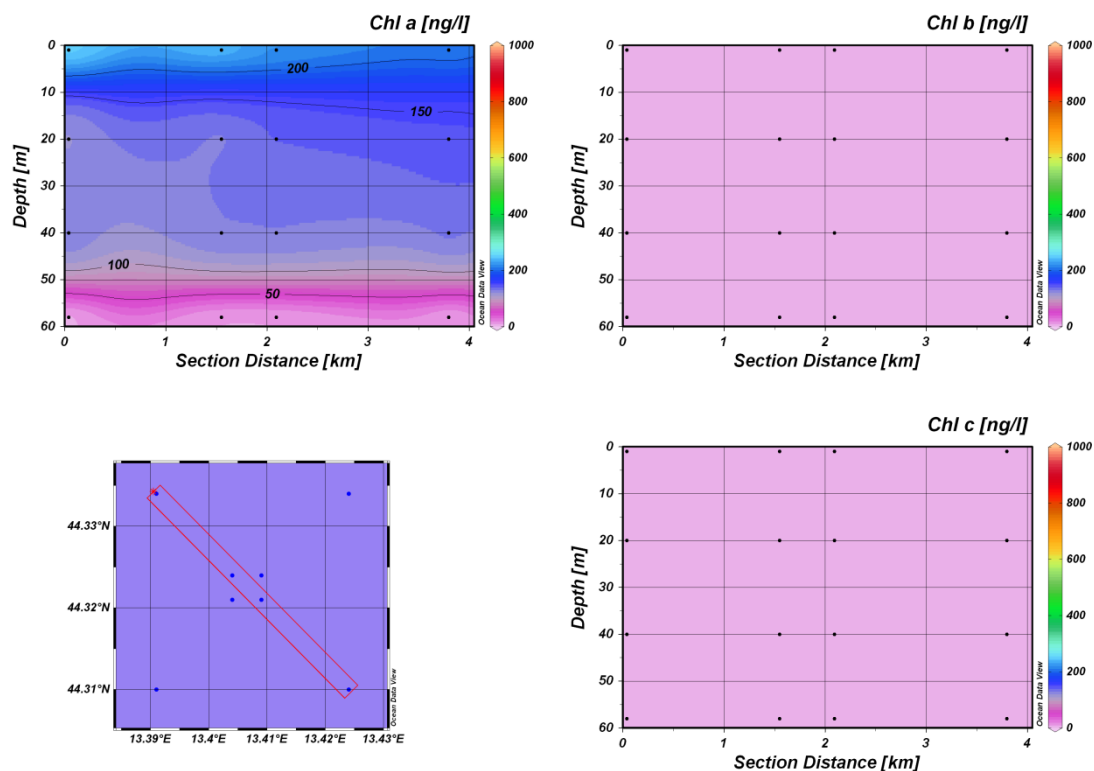 Chl a [ng/l]
0
10
20
30
40
50
60
Depth [m]
200
150
100
50
0
1
2
3
4
Section Distance [km]
1000
800
600
400
200
0
Ocean Data View
Chl b [ng/l]
0
10
20
30
40
50
60
Depth [m]
0
1
2
3
4
Section Distance [km]
1000
800
600
400
200
0
Ocean Data View
44.33°N
44.32°N
44.31°N
13.39°E
13.4°E
13.41°E
13.42°E
13.43°E
Ocean Data View
Chl c [ng/l]
0
10
20
30
40
50
60
Depth [m]
0
1
2
3
4
Section Distance [km]
1000
800
600
400
200
0
Ocean Data View